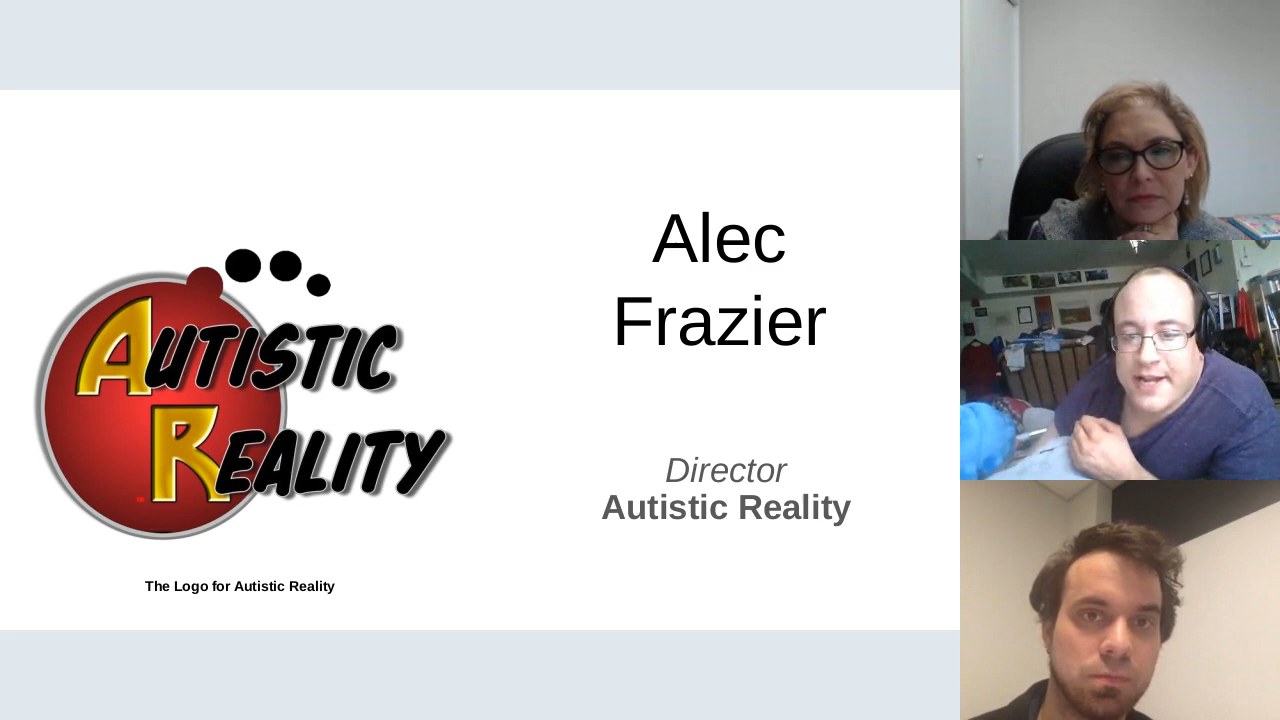 AUTISTIC
REALITY
The Logo for Autistic Reality
Alec
Frazier
Director
Autistic Reality